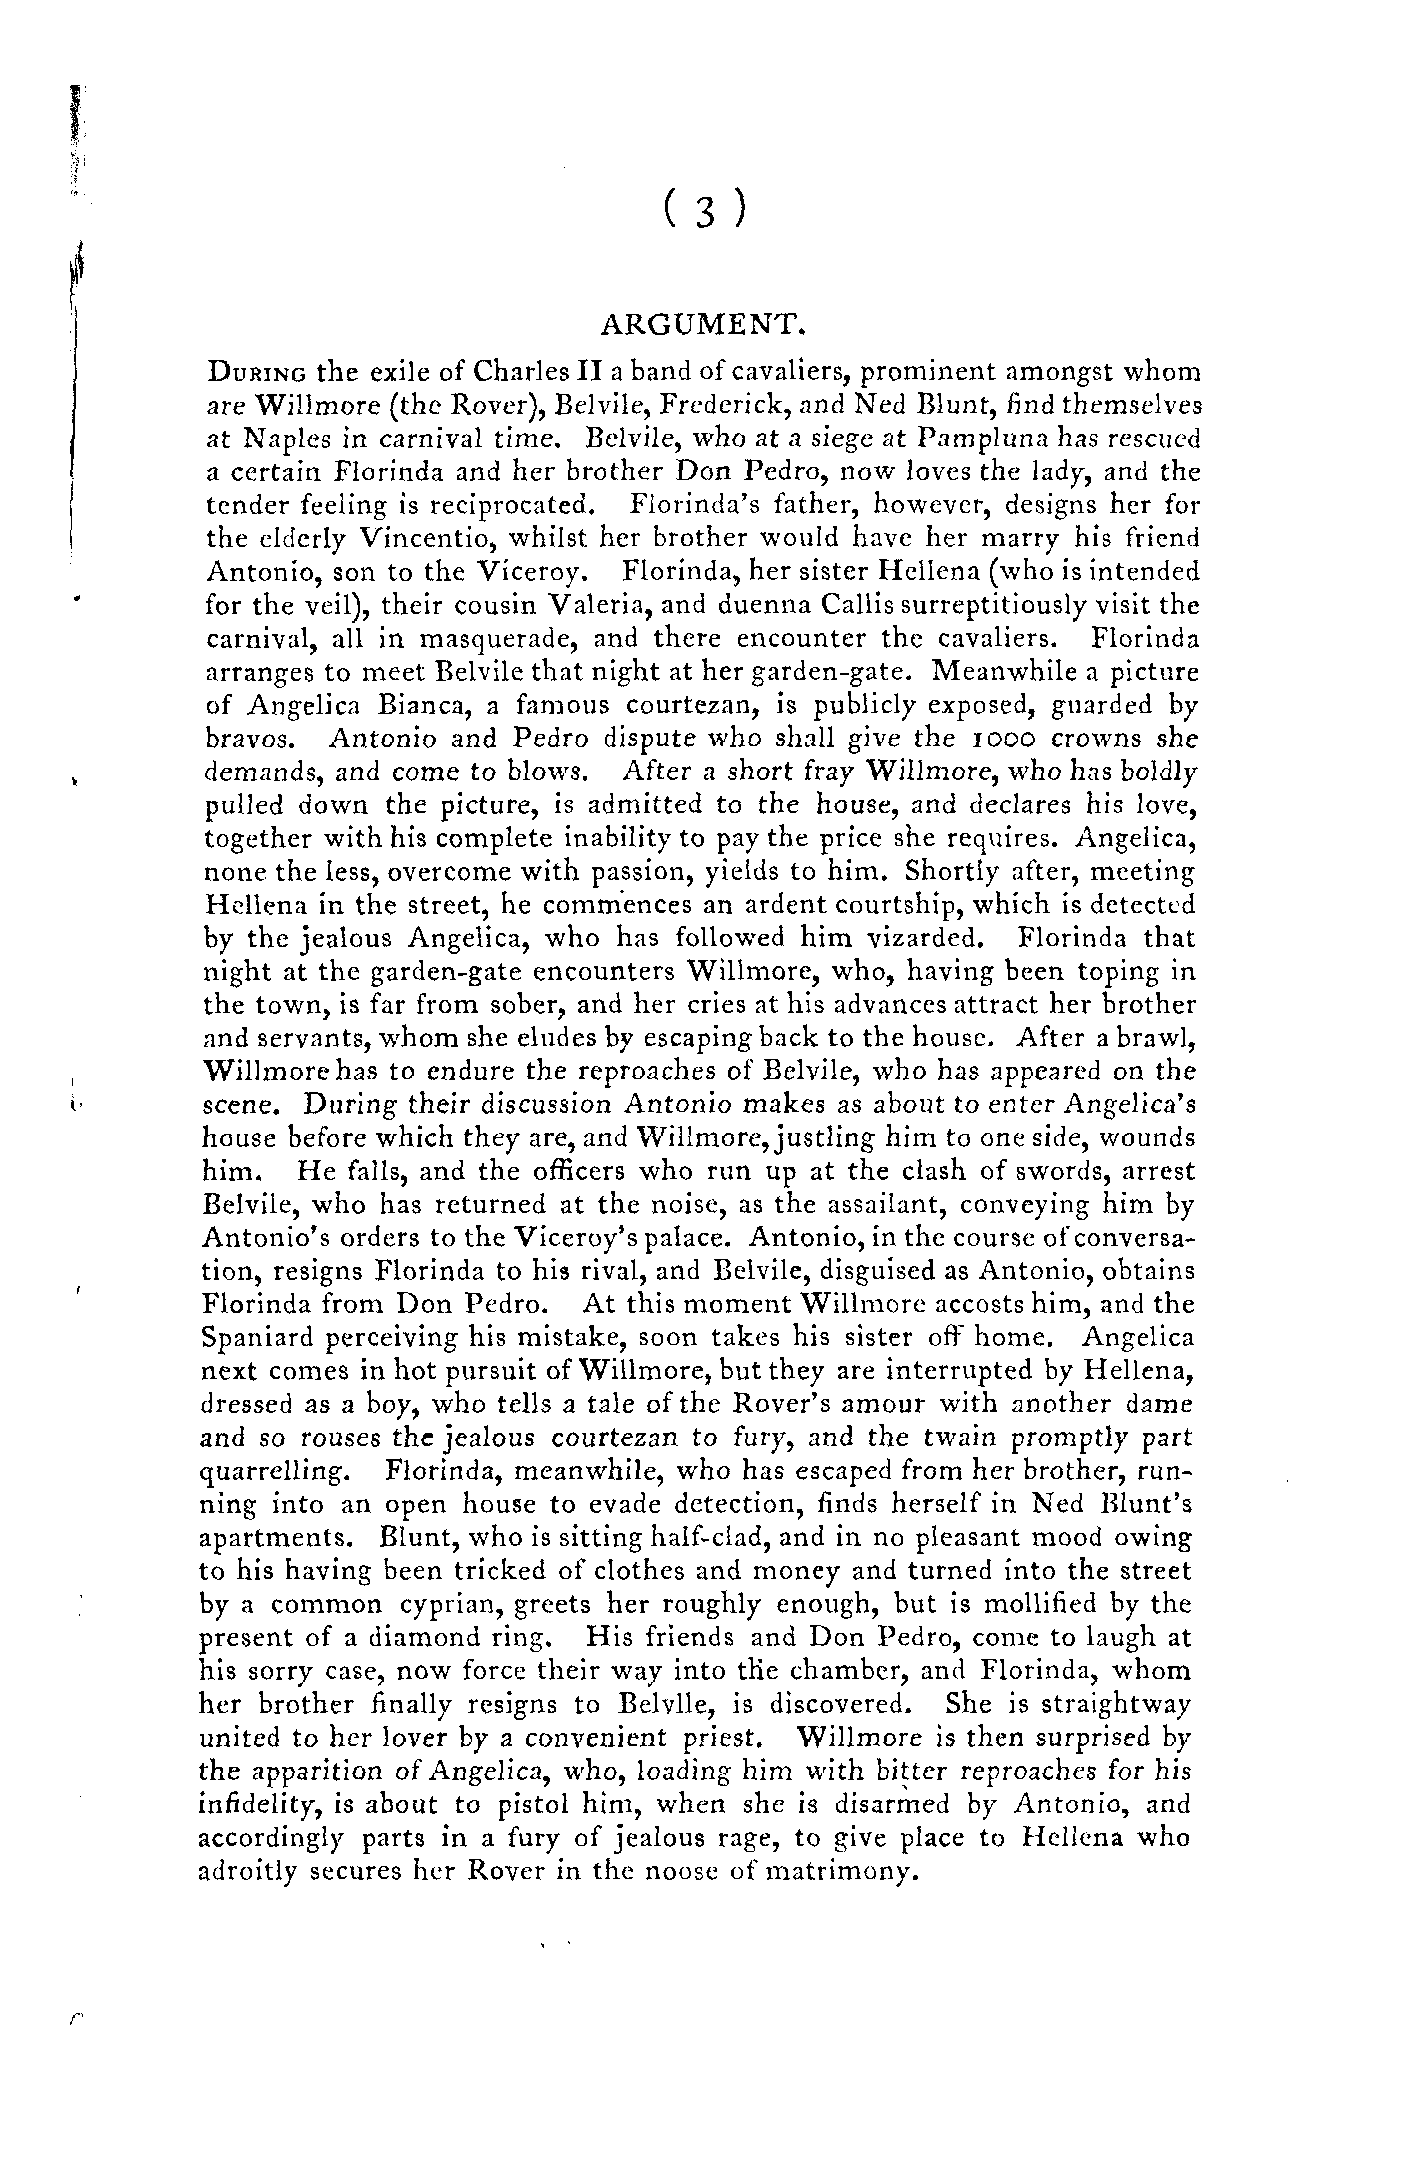 ( 3 )
ARGUMENT.
DURING the exile of Charles II a band of cavaliers, prominent amongst whom
are Willmore (the Rover), Belvile, Frederick, and Ned Blunt, find themselves
at Naples in carnival time. Belvile, who at a siege at Pampluna has rescued
a certain Florinda and her brother Don Pedro, now loves the lady, and the
tender feeling is reciprocated. Florinda's father, however, designs her for
the elderly Vincentio, whilst her brother would have her marry his friend
Antonio, son to the Viceroy. Florinda, her sister Hellena (who is intended
for the veil), their cousin Valeria, and duenna Callis surreptitiously visit the
carnival, all in masquerade, and there encounter the cavaliers. Florinda
arranges to meet Belvile that night at her garden-gate. Meanwhile a picture
of Angelica Bianca, a famous courtezan, is publicly exposed, guarded by
bravos. Antonio and Pedro dispute who shall give the 1000 crowns she
demands, and come to blows. After a short fray Willmore, who has boldly
pulled down the picture, is admitted to the house, and declares his love,
together with his complete inability to pay the price she requires. Angelica,
none the less, overcome with passion, yields to him. Shortly after, meeting
Hellena in the street, he commences an ardent courtship, which is detected
by the jealous Angelica, who has followed him vizarded. Florinda that
night at the garden-gate encounters Willmore, who, having been toping in
the town, is far from sober, and her cries at his advances attract her brother
and servants, whom she eludes by escaping back to the house. After a brawl,
Willmore has to endure the reproaches of Belvile, who has appeared on the
scene. During their discussion Antonio makes as about to enter Angelica's
house before which they are, and Willmore, justling him to one side, wounds
him. He falls, and the officers who run up at the clash of swords, arrest
Belvile, who has returned at the noise, as the assailant, conveying him by
Antonio's orders to the Viceroy's palace. Antonio, in the course of conversa-
tion, resigns Florinda to his rival, and Belvile, disguised as Antonio, obtains
Florinda from Don Pedro. At this moment Willmore accosts him, and the
Spaniard perceiving his mistake, soon takes his sister off home. Angelica
next comes in hot pursuit of Willmore, but they are interrupted by Hellena,
dressed as a boy, who tells a tale of the Rover's amour with another dame
and so rouses the jealous courtezan to fury, and the twain promptly part
quarrelling. Florinda, meanwhile, who has escaped from her brother, run-
ning into an open house to evade detection, finds herself in Ned Blunt's
apartments. Blunt, who is sitting half-clad, and in no pleasant mood owing
to his having been tricked of clothes and money and turned into the street
by a common cyprian, greets her roughly enough, but is mollified by the
present of a diamond ring. His friends and Don Pedro, come to laugh at
his sorry case, now force their way into the chamber, and Florinda, whom
her brother finally resigns to Belvlle, is discovered. She is straightway
united to her lover by a convenient priest. Willmore is then surprised by
the apparition of Angelica, who, loading him with bitter reproaches for his
infidelity, is about to pistol him, when she is disarmed by Antonio, and
accordingly parts in a fury of jealous rage, to give place to Hellena who
adroitly secures her Rover in the noose of matrimony.